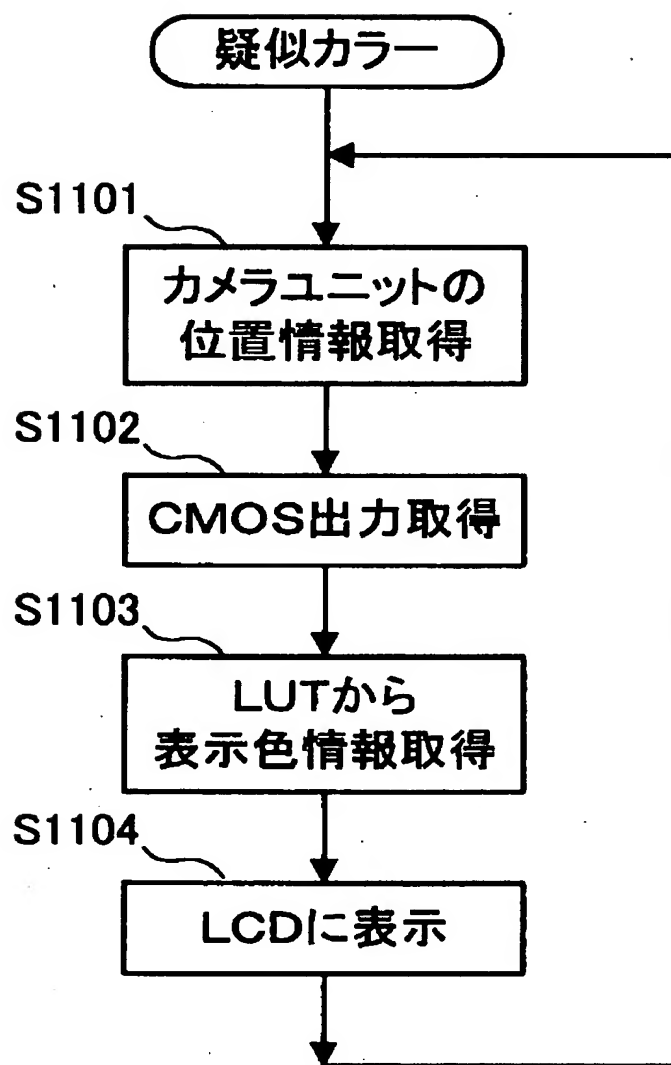 疑似カラー
S1101
カメラユニットの
位置情報取得
S1102
CMOS出力取得
S1103
LUTから
表示色情報取得
S1104
LCDに表示